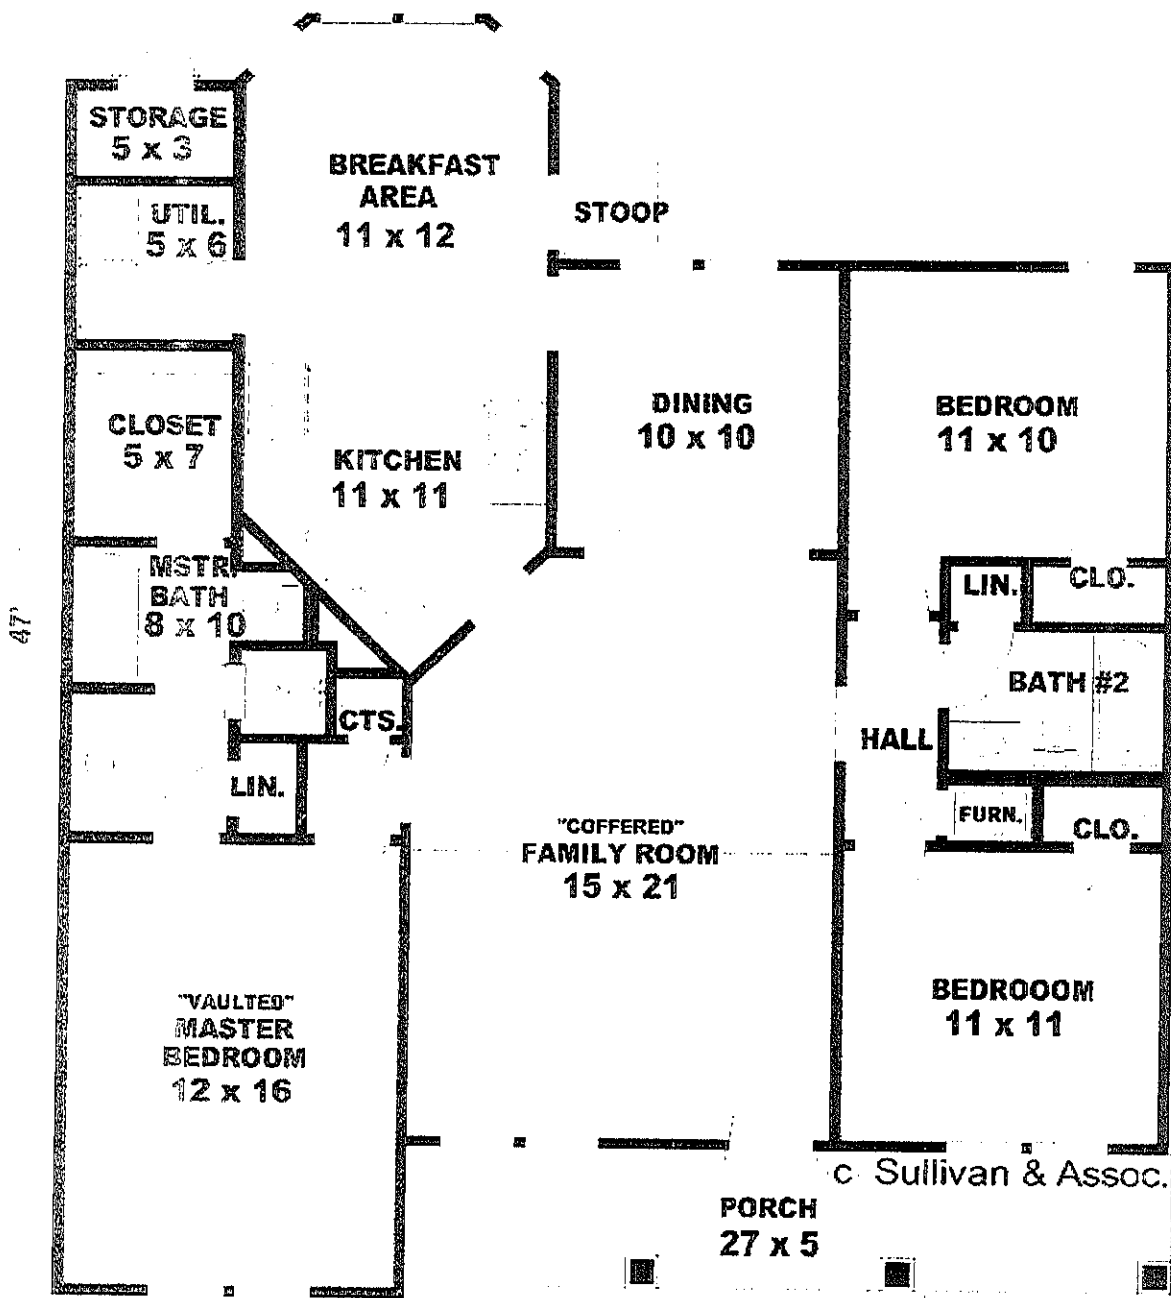 STORAGE
5 x 3
BREAKFAST
AREA
11 x 12
UTIL.
5 x 6
STOOP
CLOSET
5 x 7
KITCHEN
11 x 11
DINING
10 x 10
BEDROOM
11 x 10
MSTR.
BATH
8 x 10
LIN.
CLO.
47'
BATH #2
CTS.
HALL
LIN.
FURN.
CLO.
"COFFERED"
FAMILY ROOM
15 x 21
"VAULTED"
MASTER
BEDROOM
12 x 16
BEDROOOM
11 x 11
c Sullivan & Assoc.
PORCH
27 x 5